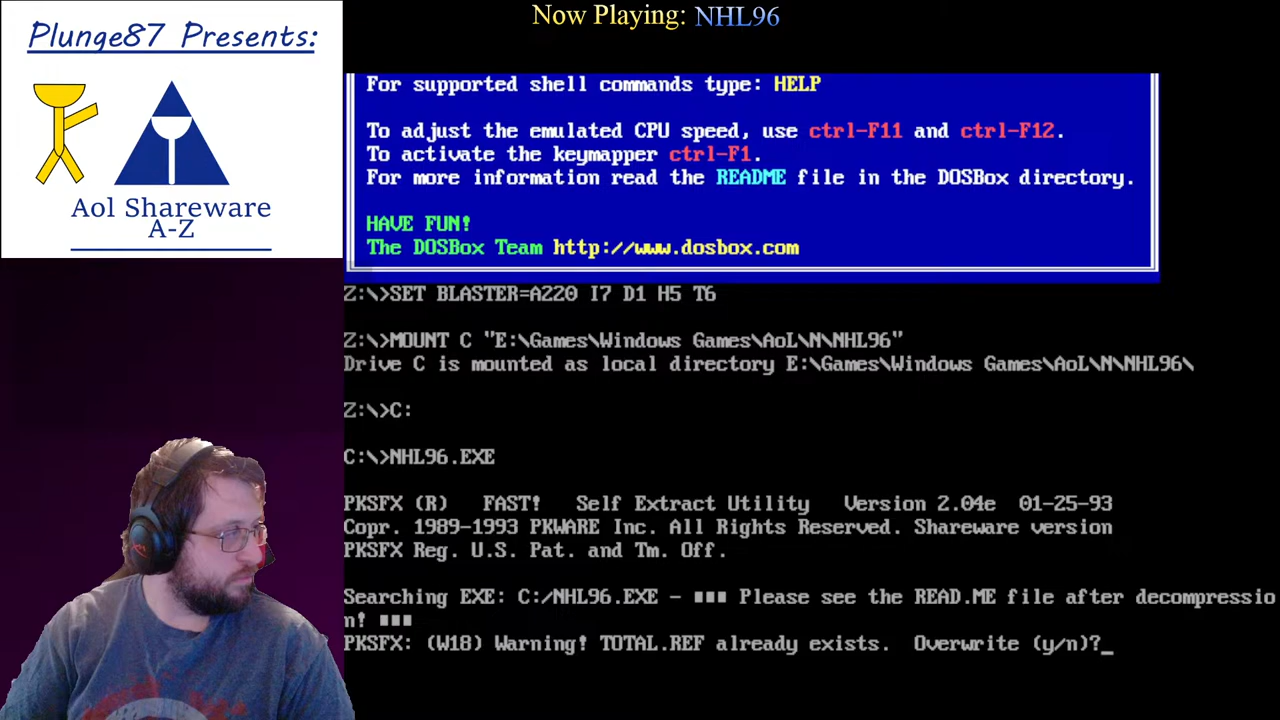 Now Playing: NHL96
Plunge87 Presents:
Aol Shareware
A-Z
For supported shell commands type: HELP
To adjust the emulated CPU speed, use ctrl-F11 and ctrl-F12.
To activate the keymapper ctrl-F1.
For more information read the README file in the DOSBox directory.
HAVE FUN!
The DOSBox Team http://www.dosbox.com
Z:\>SET BLASTER=A220 I7 D1 H5 T6
Z:\>MOUNT C "E:\Games\Windows Games\AoL\N\NHL96"
Drive C is mounted as local directory E:\Games\Windows Games\AoL\N\NHL96\
Z:\>C:
C:\>NHL96.EXE
PKSFX (R)   FAST!   Self Extract Utility   Version 2.04e  01-25-93
Copr. 1989-1993 PKWARE Inc. All Rights Reserved. Shareware version
PKSFX Reg. U.S. Pat. and Tm. Off.
Searching EXE: C:/NHL96.EXE - ■■■ Please see the READ.ME file after decompressio
n! ■■■
PKSFX: (W18) Warning! TOTAL.REF already exists.  Overwrite (y/n)?_